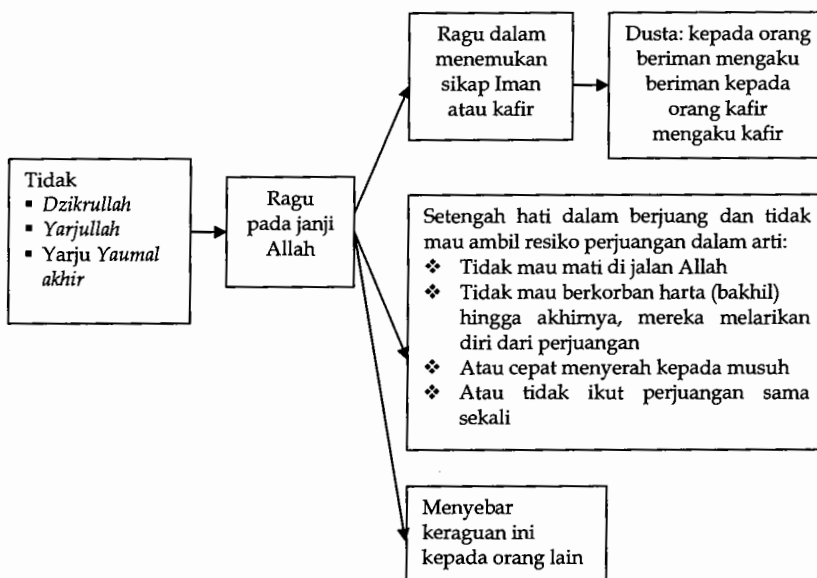 Tidak
▪ Dzikrullah
▪ Yarjullah
▪ Yarju Yaumal
akhir
Ragu
pada janji
Allah
Ragu dalam
menemukan
sikap Iman
atau kafir
Dusta: kepada orang
beriman mengaku
beriman kepada
orang kafir
mengaku kafir
Setengah hati dalam berjuang dan tidak
mau ambil resiko perjuangan dalam arti:
❖ Tidak mau mati di jalan Allah
❖ Tidak mau berkorban harta (bakhil)
hingga akhirnya, mereka melarikan
diri dari perjuangan
❖ Atau cepat menyerah kepada musuh
❖ Atau tidak ikut perjuangan sama
sekali
Menyebar
keraguan ini
kepada orang lain